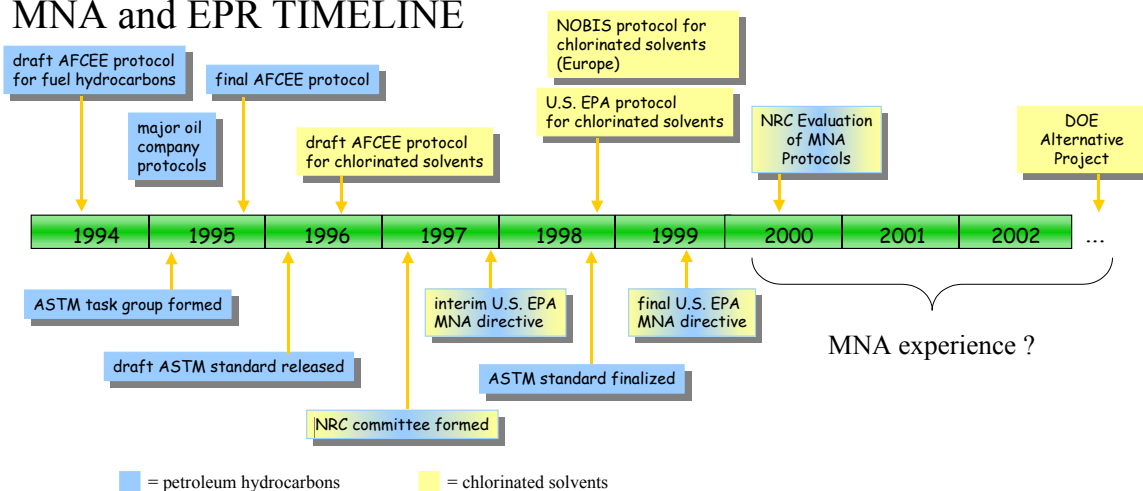 MNA and EPR TIMELINE
draft AFCEE protocol
for fuel hydrocarbons
final AFCEE protocol
major oil
company
protocols
draft AFCEE protocol
for chlorinated solvents
NOBIS protocol for
chlorinated solvents
(Europe)
U.S. EPA protocol
for chlorinated solvents
NRC Evaluation
of MNA
Protocols
DOE
Alternative
Project
1994 1995 1996 1997 1998 1999 2000 2001 2002 ...
ASTM task group formed
draft ASTM standard released
NRC committee formed
interim U.S. EPA
MNA directive
ASTM standard finalized
final U.S. EPA
MNA directive
MNA experience ?
= petroleum hydrocarbons
= chlorinated solvents